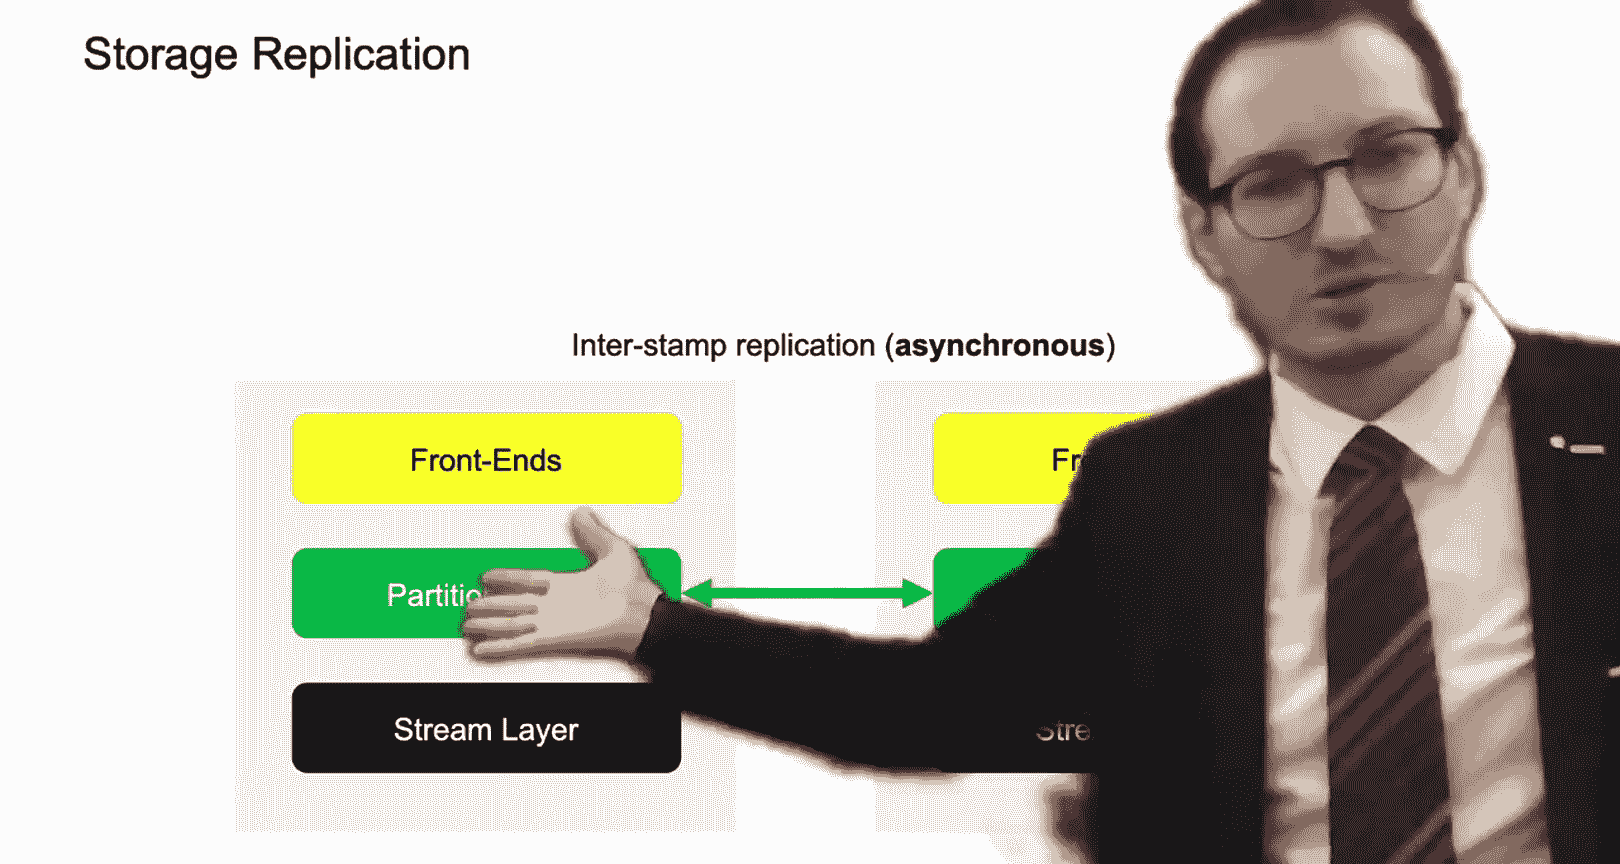 Storage Replication
Inter-stamp replication (asynchronous)
Front-Ends
Stream Layer